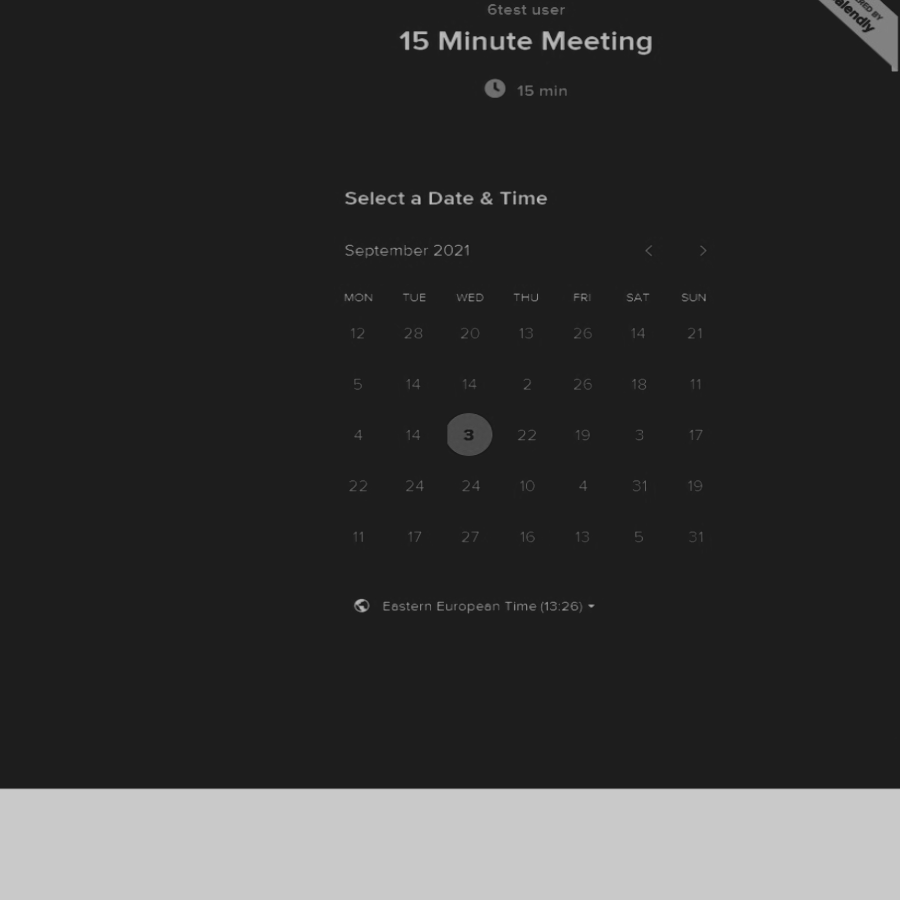 6test user
15 Minute Meeting
15 min
Select a Date & Time
September 2021
MON TUE WED THU FRI SAT SUN
12 28 20 13 26 14 21
5 14 14 2 26 18 11
4 14 3 22 19 3 17
22 24 24 10 4 31 19
11 17 27 16 13 5 31
Eastern European Time (13:26)
ERED BY
alendly